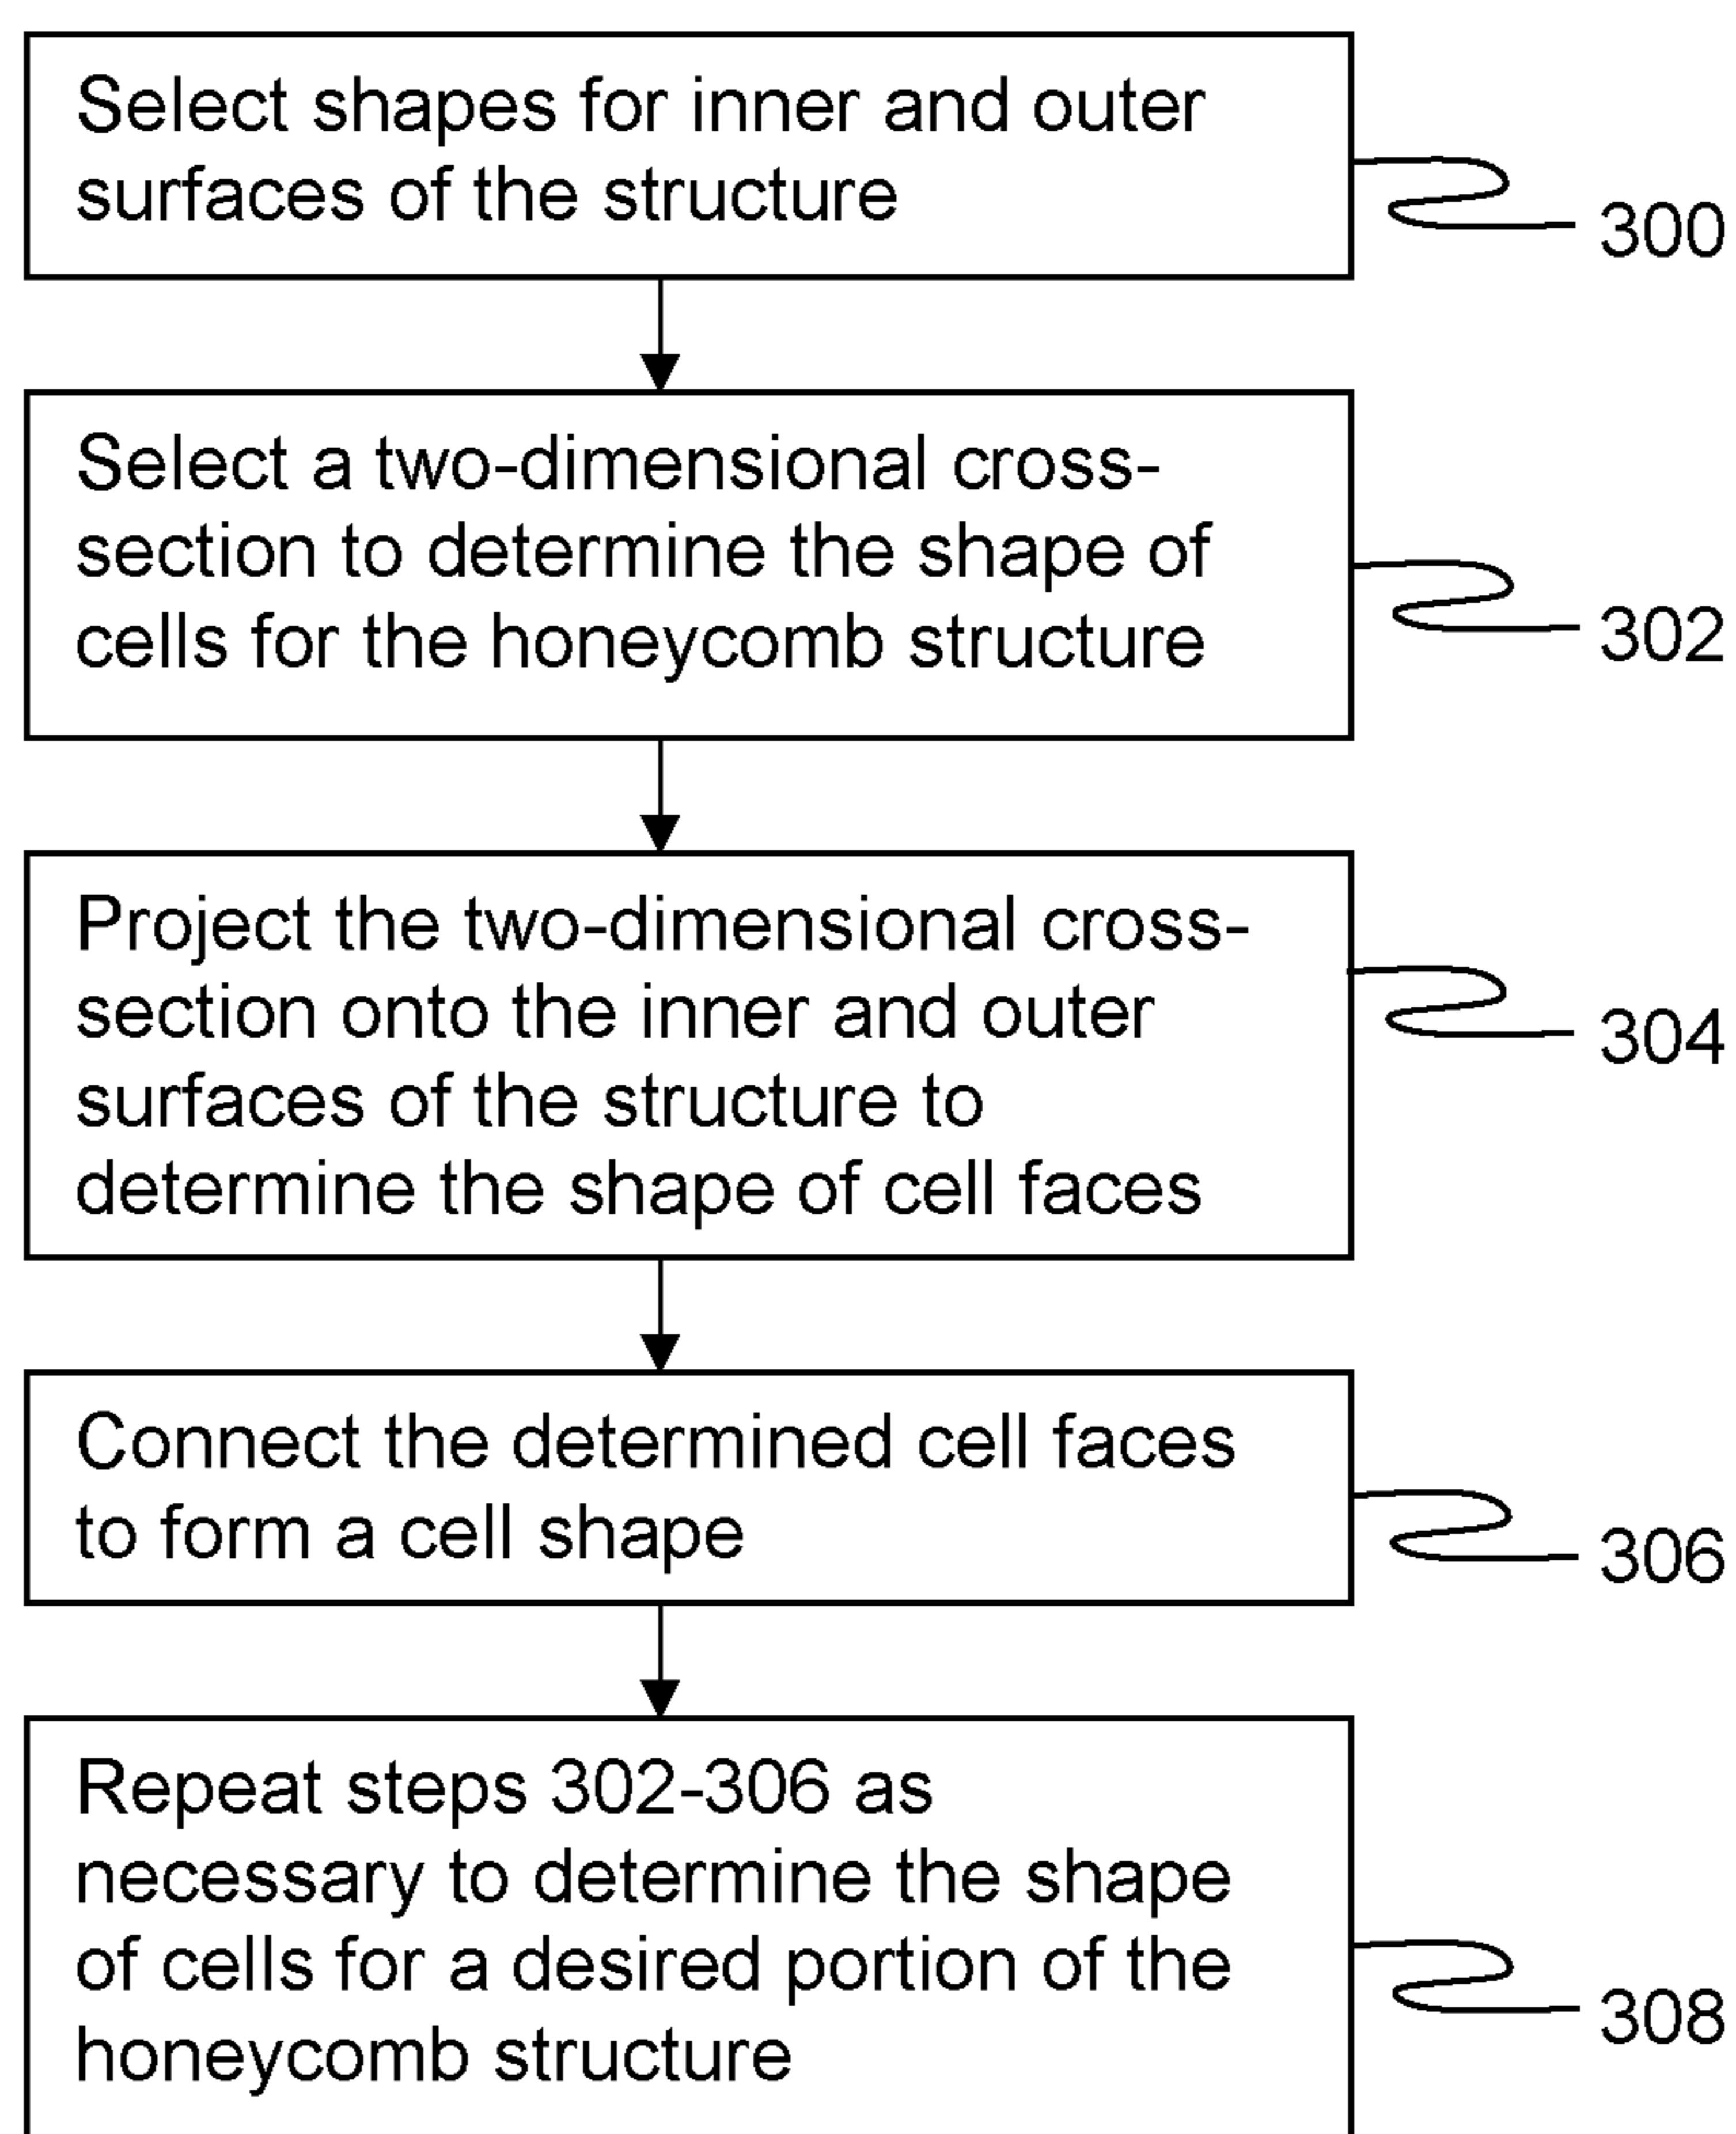 Select shapes for inner and outer
surfaces of the structure
300
Select a two-dimensional cross-
section to determine the shape of
cells for the honeycomb structure
302
Project the two-dimensional cross-
section onto the inner and outer
surfaces of the structure to
determine the shape of cell faces
304
Connect the determined cell faces
to form a cell shape
306
Repeat steps 302-306 as
necessary to determine the shape
of cells for a desired portion of the
honeycomb structure
308